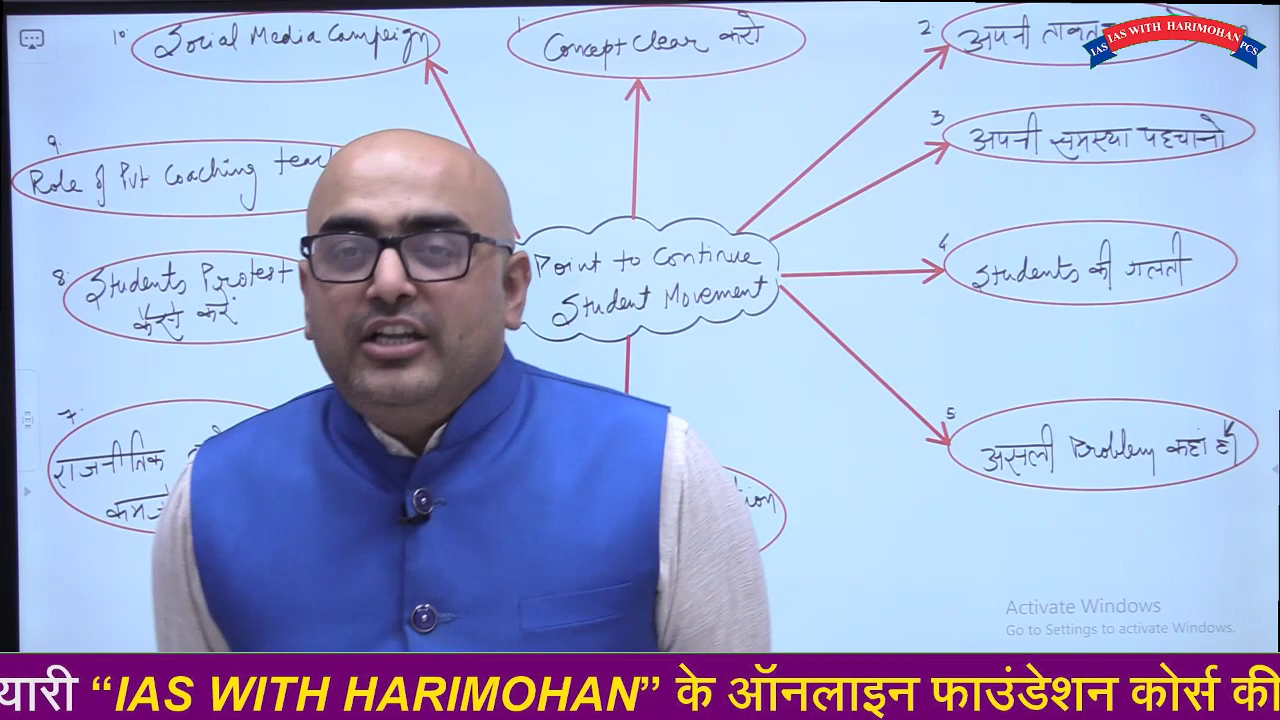 10.
Social Media Campeign
1.
Concept Clear करो
2.
अपनी ताकत
IAS IAS WITH HARIMOHAN PCS
3
अपनी समस्या पहचानो
9.
Role of Pvt Coaching teac
4.
Students की गलती
Point to Continue
Student Movement
8.
Students Protest
कैसे करें
7.
राजनीतिक
5.
असली Problem कहां है।
Activate Windows
Go to Settings to activate Windows.
यारी “IAS WITH HARIMOHAN” के ऑनलाइन फाउंडेशन कोर्स की